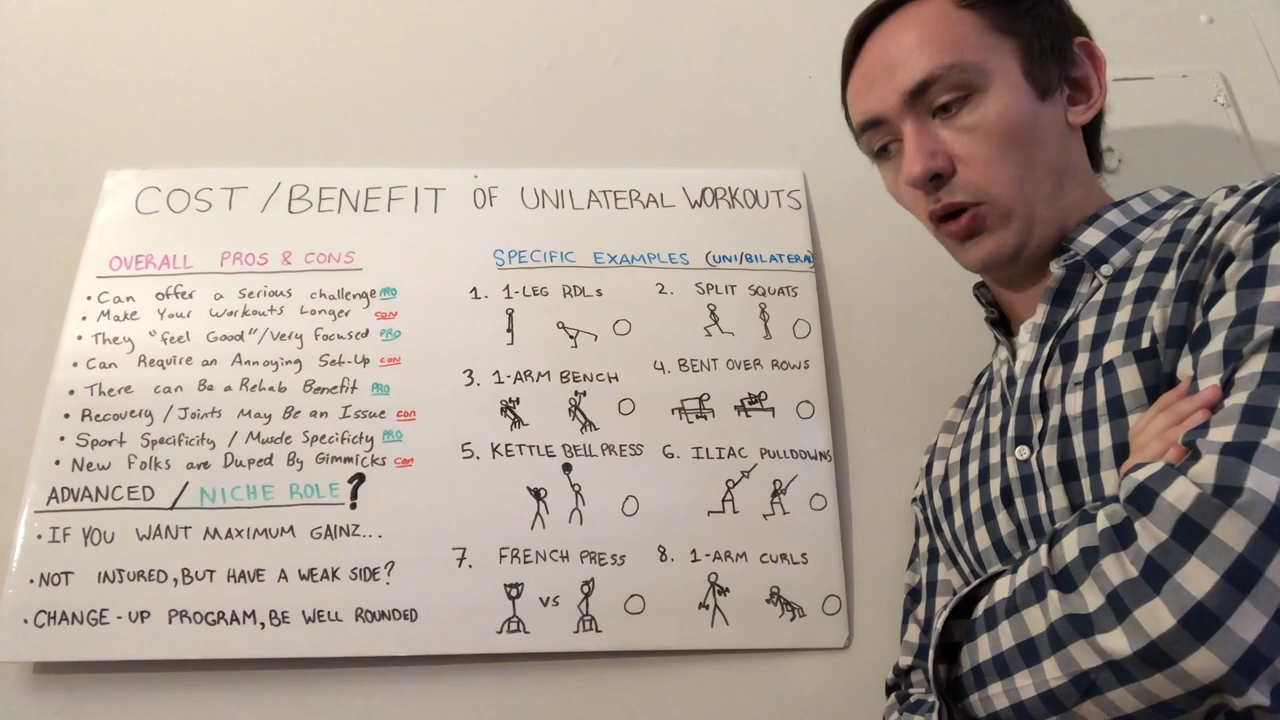 COST/BENEFIT OF UNILATERAL WORKOUTS
OVERALL PROS & CONS
• Can offer a serious challenge PRO
• Make Your Workouts Longer CON
• They "feel Good"/Very Focused PRO
• Can Require an Annoying Set-Up CON
• There can Be a Rehab Benefit PRO
• Recovery/Joints May Be an Issue CON
• Sport Specificity / Muscle Specificty PRO
• New Folks are Duped By Gimmicks CON
ADVANCED / NICHE ROLE?
• IF YOU WANT MAXIMUM GAINZ...
• NOT INJURED, BUT HAVE A WEAK SIDE?
• CHANGE-UP PROGRAM, BE WELL ROUNDED
SPECIFIC EXAMPLES (UNI/BILATERAL)
1. 1-LEG RDLs
2. SPLIT SQUATS
3. 1-ARM BENCH
4. BENT OVER ROWS
5. KETTLE BELL PRESS
6. ILIAC PULLDOWNS
7. FRENCH PRESS
VS
8. 1-ARM CURLS